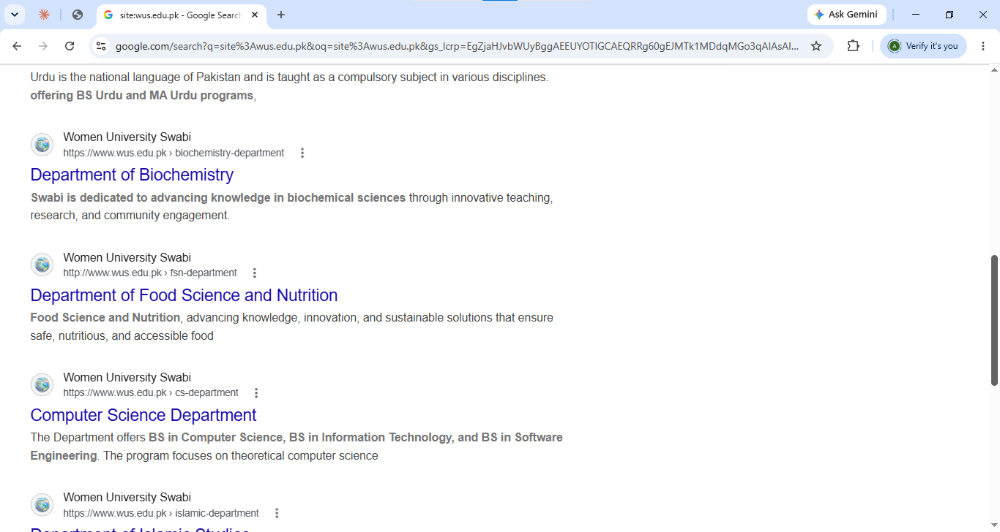 site:wus.edu.pk - Google Search
Ask Gemini
google.com/search?q=site%3Awus.edu.pk&oq=site%3Awus.edu.pk&gs_lcrp=EgZjaHJvbWUyBggAEEUYOTIGCAEQRRg60gEJMTk1MDdqMGo3qAIAsAI...
Verify it's you
Urdu is the national language of Pakistan and is taught as a compulsory subject in various disciplines.
offering BS Urdu and MA Urdu programs,
Women University Swabi
https://www.wus.edu.pk › biochemistry-department
Department of Biochemistry
Swabi is dedicated to advancing knowledge in biochemical sciences through innovative teaching,
research, and community engagement.
Women University Swabi
http://www.wus.edu.pk › fsn-department
Department of Food Science and Nutrition
Food Science and Nutrition, advancing knowledge, innovation, and sustainable solutions that ensure
safe, nutritious, and accessible food
Women University Swabi
https://www.wus.edu.pk › cs-department
Computer Science Department
The Department offers BS in Computer Science, BS in Information Technology, and BS in Software
Engineering. The program focuses on theoretical computer science
Women University Swabi
https://www.wus.edu.pk › islamic-department
Department of Islamic Studies